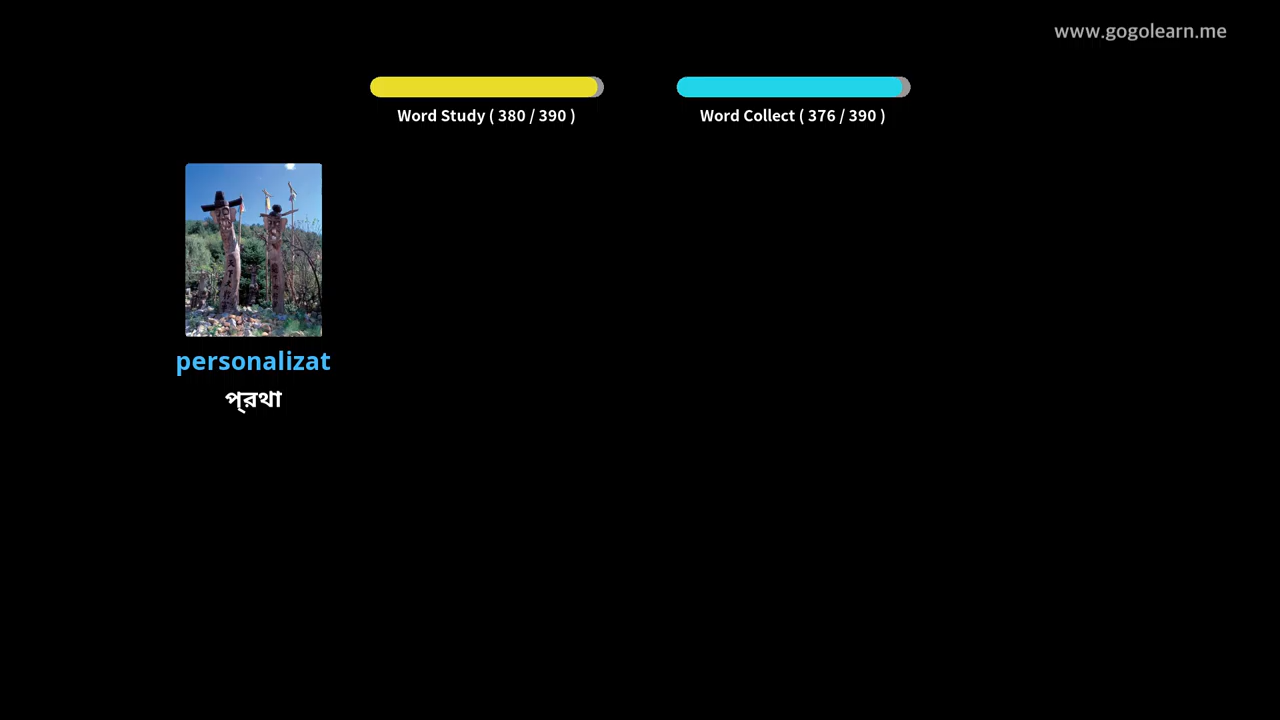 www.gogolearn.me
Word Study ( 380 / 390 )
Word Collect ( 376 / 390 )
personalizat
প্রথা